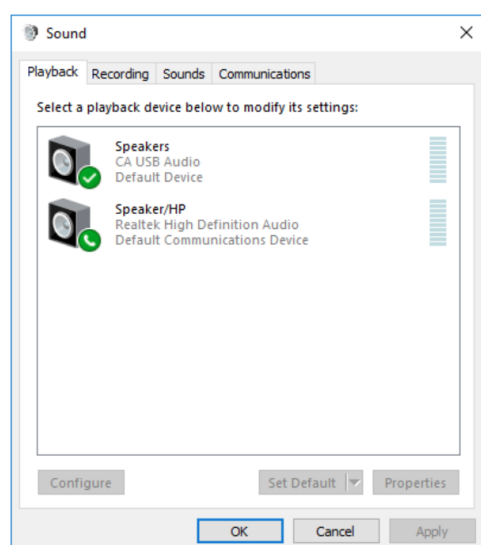 Sound
Playback Recording Sounds Communications
Select a playback device below to modify its settings:
Speakers
CA USB Audio
Default Device
Speaker/HP
Realtek High Definition Audio
Default Communications Device
Configure Set Default Properties
OK Cancel Apply